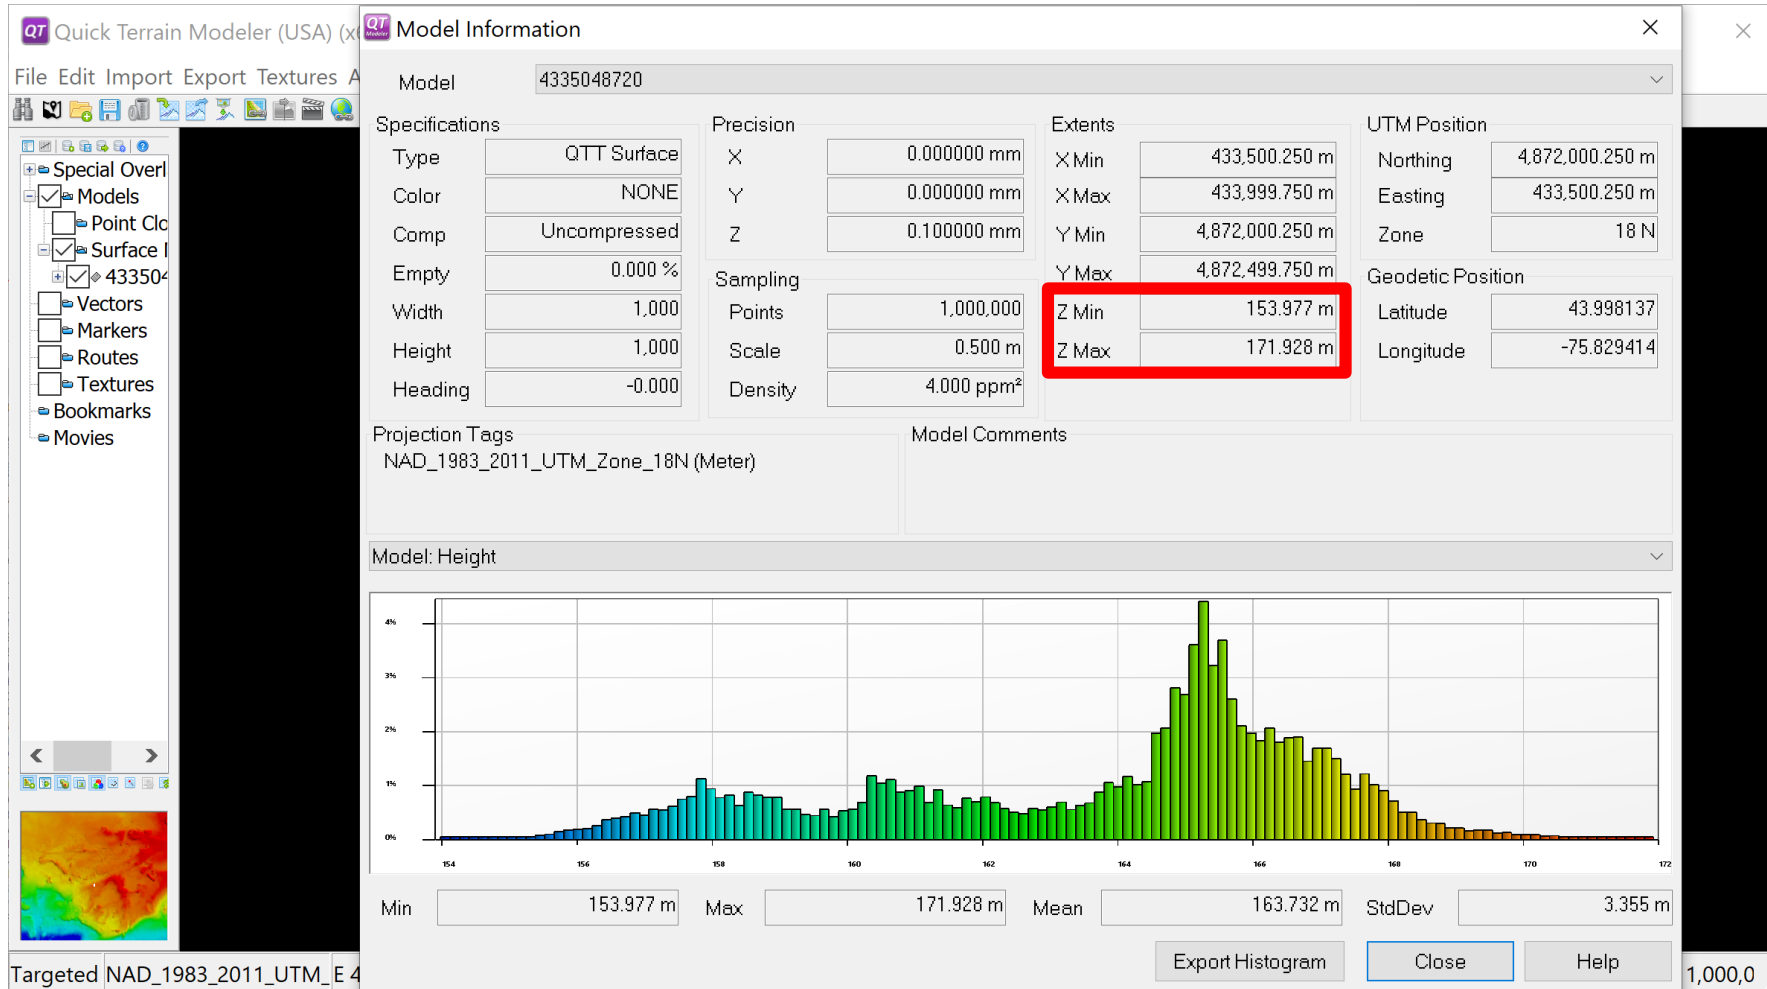 QT Quick Terrain Modeler (USA) (x
QT Modeler Model Information
File Edit Import Export Textures A
Model 4335048720
Specifications
Type QTT Surface
Color NONE
Comp Uncompressed
Empty 0.000 %
Width 1,000
Height 1,000
Heading -0.000
Precision
X 0.000000 mm
Y 0.000000 mm
Z 0.100000 mm
Sampling
Points 1,000,000
Scale 0.500 m
Density 4.000 ppm²
Extents
X Min 433,500.250 m
X Max 433,999.750 m
Y Min 4,872,000.250 m
Y Max 4,872,499.750 m
Z Min 153.977 m
Z Max 171.928 m
UTM Position
Northing 4,872,000.250 m
Easting 433,500.250 m
Zone 18 N
Geodetic Position
Latitude 43.998137
Longitude -75.829414
Special Overl
Models
Point Clo
Surface
433504
Vectors
Markers
Routes
Textures
Bookmarks
Movies
Projection Tags
NAD_1983_2011_UTM_Zone_18N (Meter)
Model Comments
Model: Height
4%
3%
2%
1%
0%
154 156 158 160 162 164 166 168 170 172
Min 153.977 m Max 171.928 m Mean 163.732 m StdDev 3.355 m
Export Histogram Close Help
Targeted NAD_1983_2011_UTM_ E 4
1,000,0